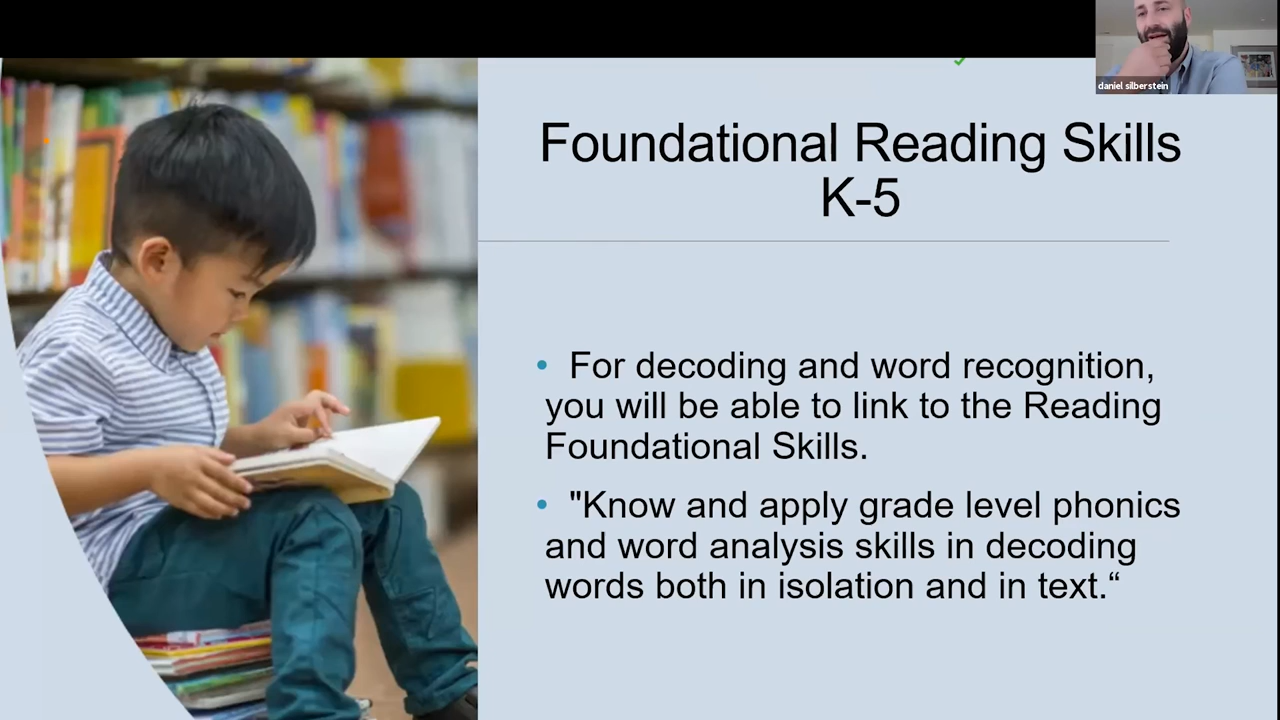 daniel silberstein
Foundational Reading Skills
K-5
• For decoding and word recognition,
you will be able to link to the Reading
Foundational Skills.
• "Know and apply grade level phonics
and word analysis skills in decoding
words both in isolation and in text.“